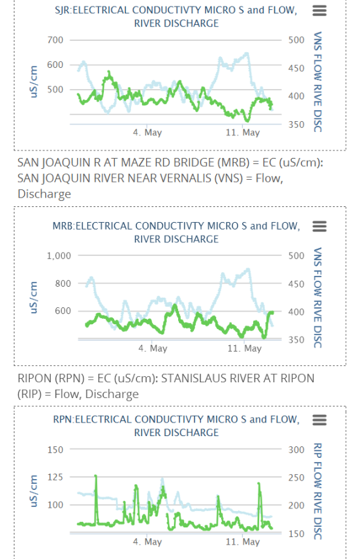 SJR:ELECTRICAL CONDUCTIVTY MICRO S and FLOW,
RIVER DISCHARGE
700
600
500
uS/cm
500
450
400
350
VNS FLOW RIVE DISC
4. May
11. May
SAN JOAQUIN R AT MAZE RD BRIDGE (MRB) = EC (uS/cm):
SAN JOAQUIN RIVER NEAR VERNALIS (VNS) = Flow,
Discharge
MRB:ELECTRICAL CONDUCTIVTY MICRO S and FLOW,
RIVER DISCHARGE
1,000
800
600
uS/cm
500
450
400
350
VNS FLOW RIVE DISC
4. May
11. May
RIPON (RPN) = EC (uS/cm): STANISLAUS RIVER AT RIPON
(RIP) = Flow, Discharge
RPN:ELECTRICAL CONDUCTIVTY MICRO S and FLOW,
RIVER DISCHARGE
150
125
100
uS/cm
300
250
200
150
RIP FLOW RIVE DISC
4. May
11. May